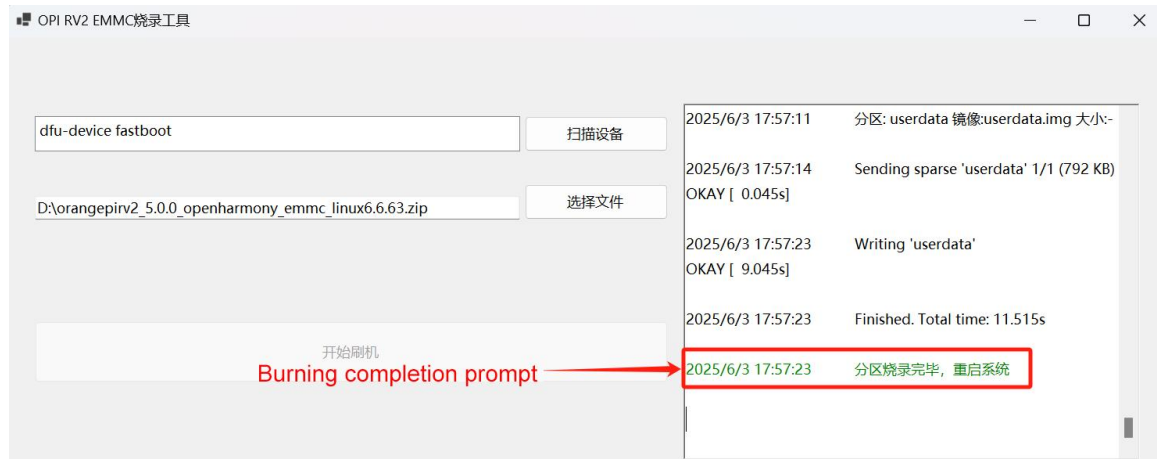 OPI RV2 EMMC烧录工具
dfu-device fastboot
扫描设备
D:\orangepirv2_5.0.0_openharmony_emmc_linux6.6.63.zip
选择文件
开始刷机
Burning completion prompt
2025/6/3 17:57:11 分区: userdata 镜像:userdata.img 大小:-
2025/6/3 17:57:14 Sending sparse 'userdata' 1/1 (792 KB)
OKAY [ 0.045s]
2025/6/3 17:57:23 Writing 'userdata'
OKAY [ 9.045s]
2025/6/3 17:57:23 Finished. Total time: 11.515s
2025/6/3 17:57:23 分区烧录完毕，重启系统